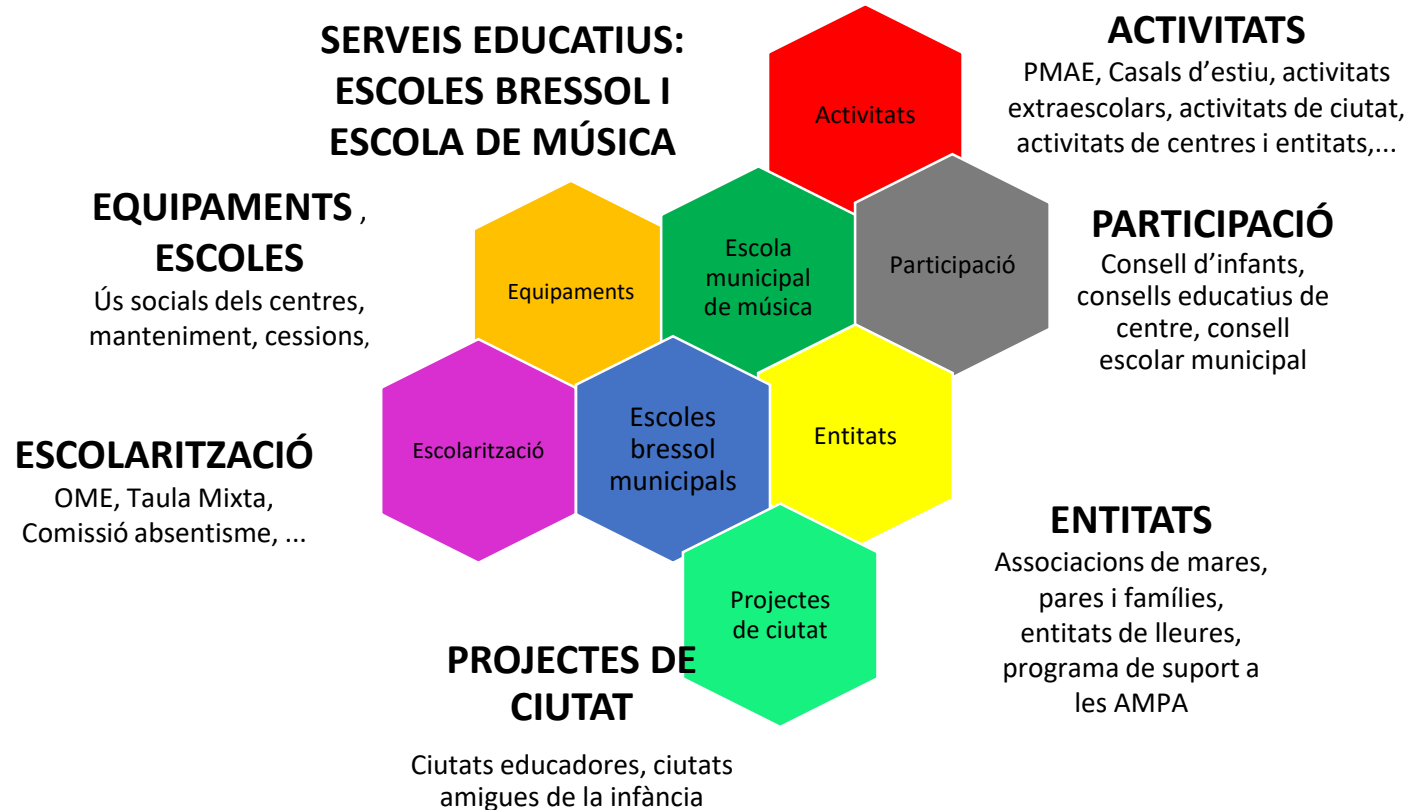 SERVEIS EDUCATIUS:
ESCOLES BRESSOL I
ESCOLA DE MÚSICA
ACTIVITATS
PMAE, Casals d’estiu, activitats
extraescolars, activitats de ciutat,
activitats de centres i entitats,...
EQUIPAMENTS ,
ESCOLES
Ús socials dels centres,
manteniment, cessions,
PARTICIPACIÓ
Consell d’infants,
consells educatius de
centre, consell
escolar municipal
ESCOLARITZACIÓ
OME, Taula Mixta,
Comissió absentisme, ...
ENTITATS
Associacions de mares,
pares i famílies,
entitats de lleures,
programa de suport a
les AMPA
PROJECTES DE
CIUTAT
Ciutats educadores, ciutats
amigues de la infància
Activitats
Equipaments
Escola
municipal
de música
Participació
Escolarització
Escoles
bressol
municipals
Entitats
Projectes
de ciutat